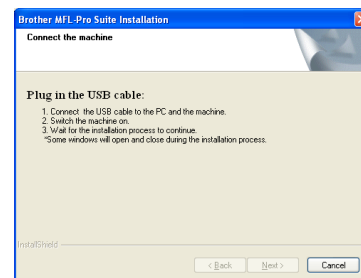 Brother MFL-Pro Suite Installation
Connect the machine
Plug in the USB cable:
1. Connect the USB cable to the PC and the machine.
2. Switch the machine on.
3. Wait for the installation process to continue.
*Some windows will open and close during the installation process.
InstallShield
< Back Next > Cancel